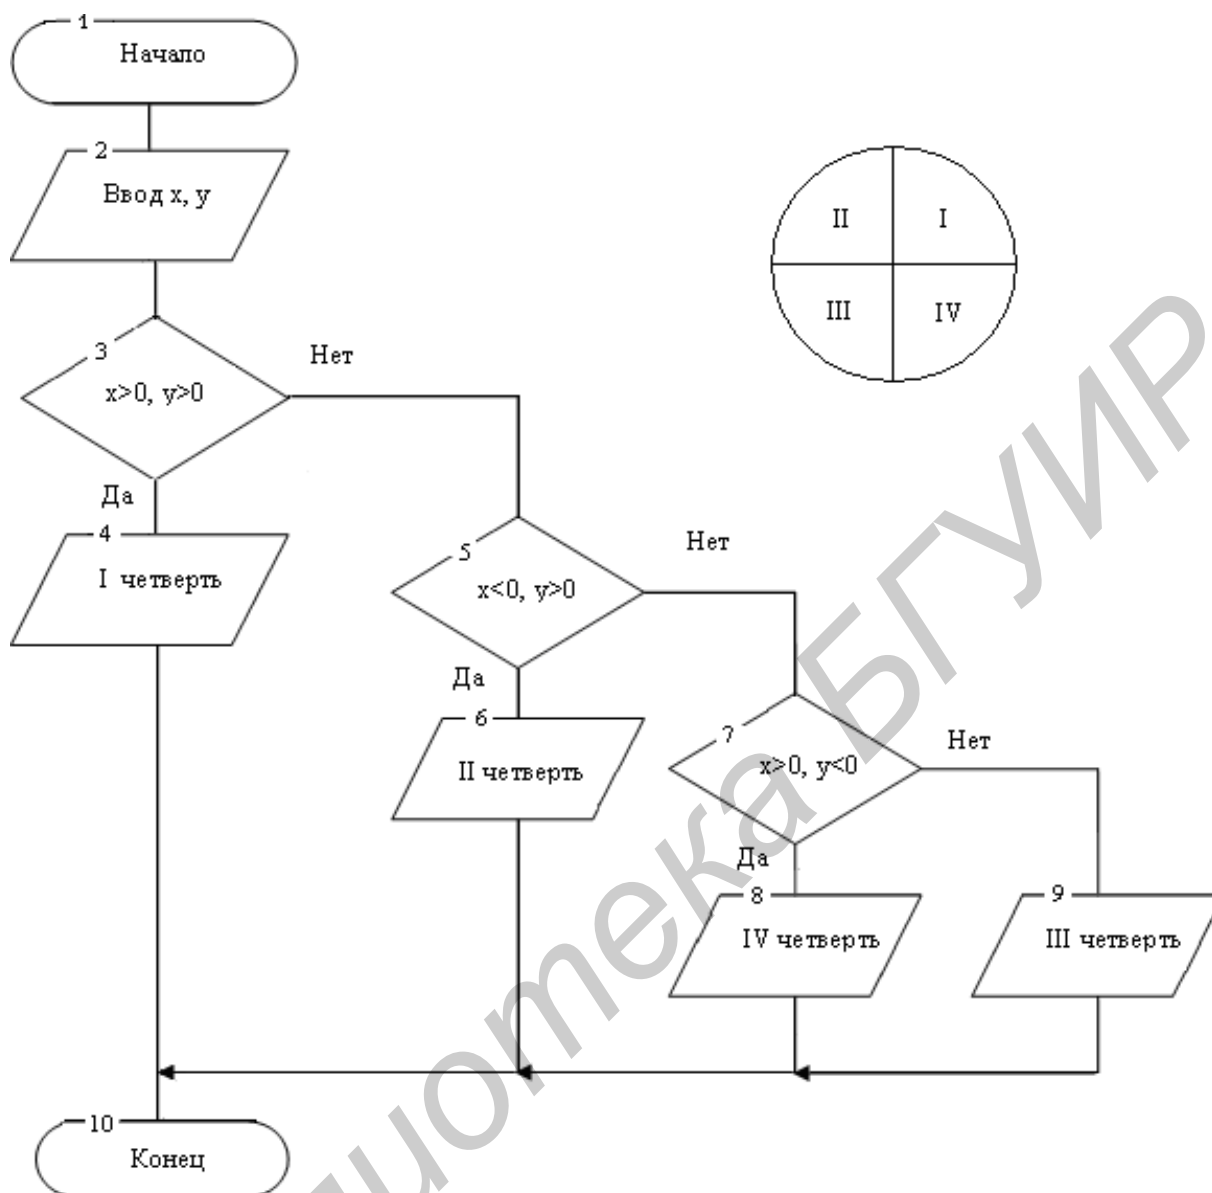 1
Начало
2
Ввод x, y
3
x>0, y>0
Нет
Да
4
I четверть
II
I
III
IV
5
x<0, y>0
Нет
Да
6
II четверть
7
x>0, y<0
Нет
Да
8
IV четверть
9
III четверть
10
Конец
БГУИР